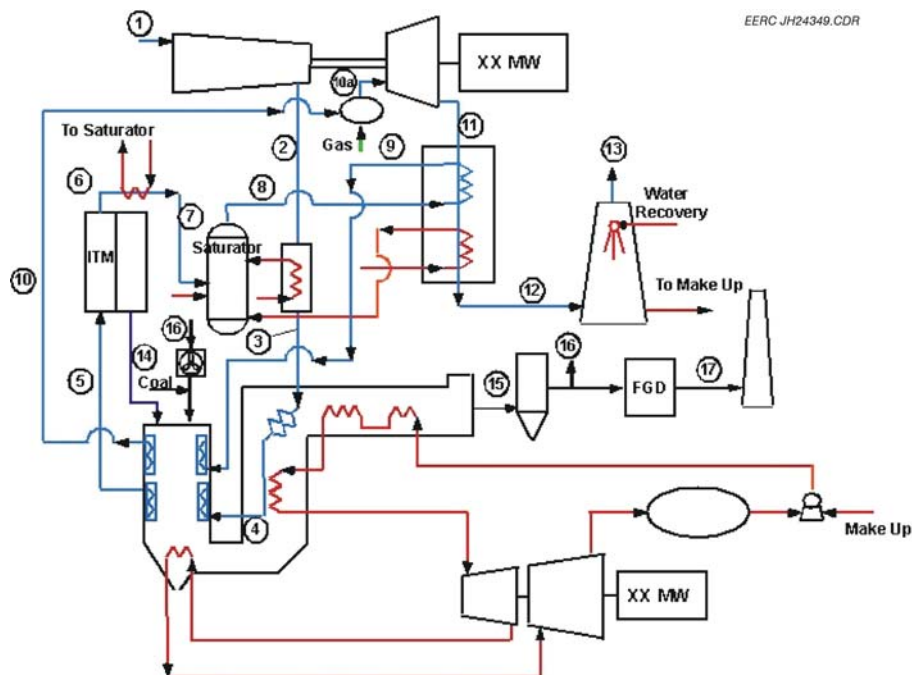 EERC JH24349.CDR
1
XX MW
10a
To Saturator
Gas
2
9
11
13
6
8
Water
Recovery
7
ITM
Saturator
10
12
To Make Up
3
16
14
16
5
Coal
15
FGD
17
4
Make Up
XX MW